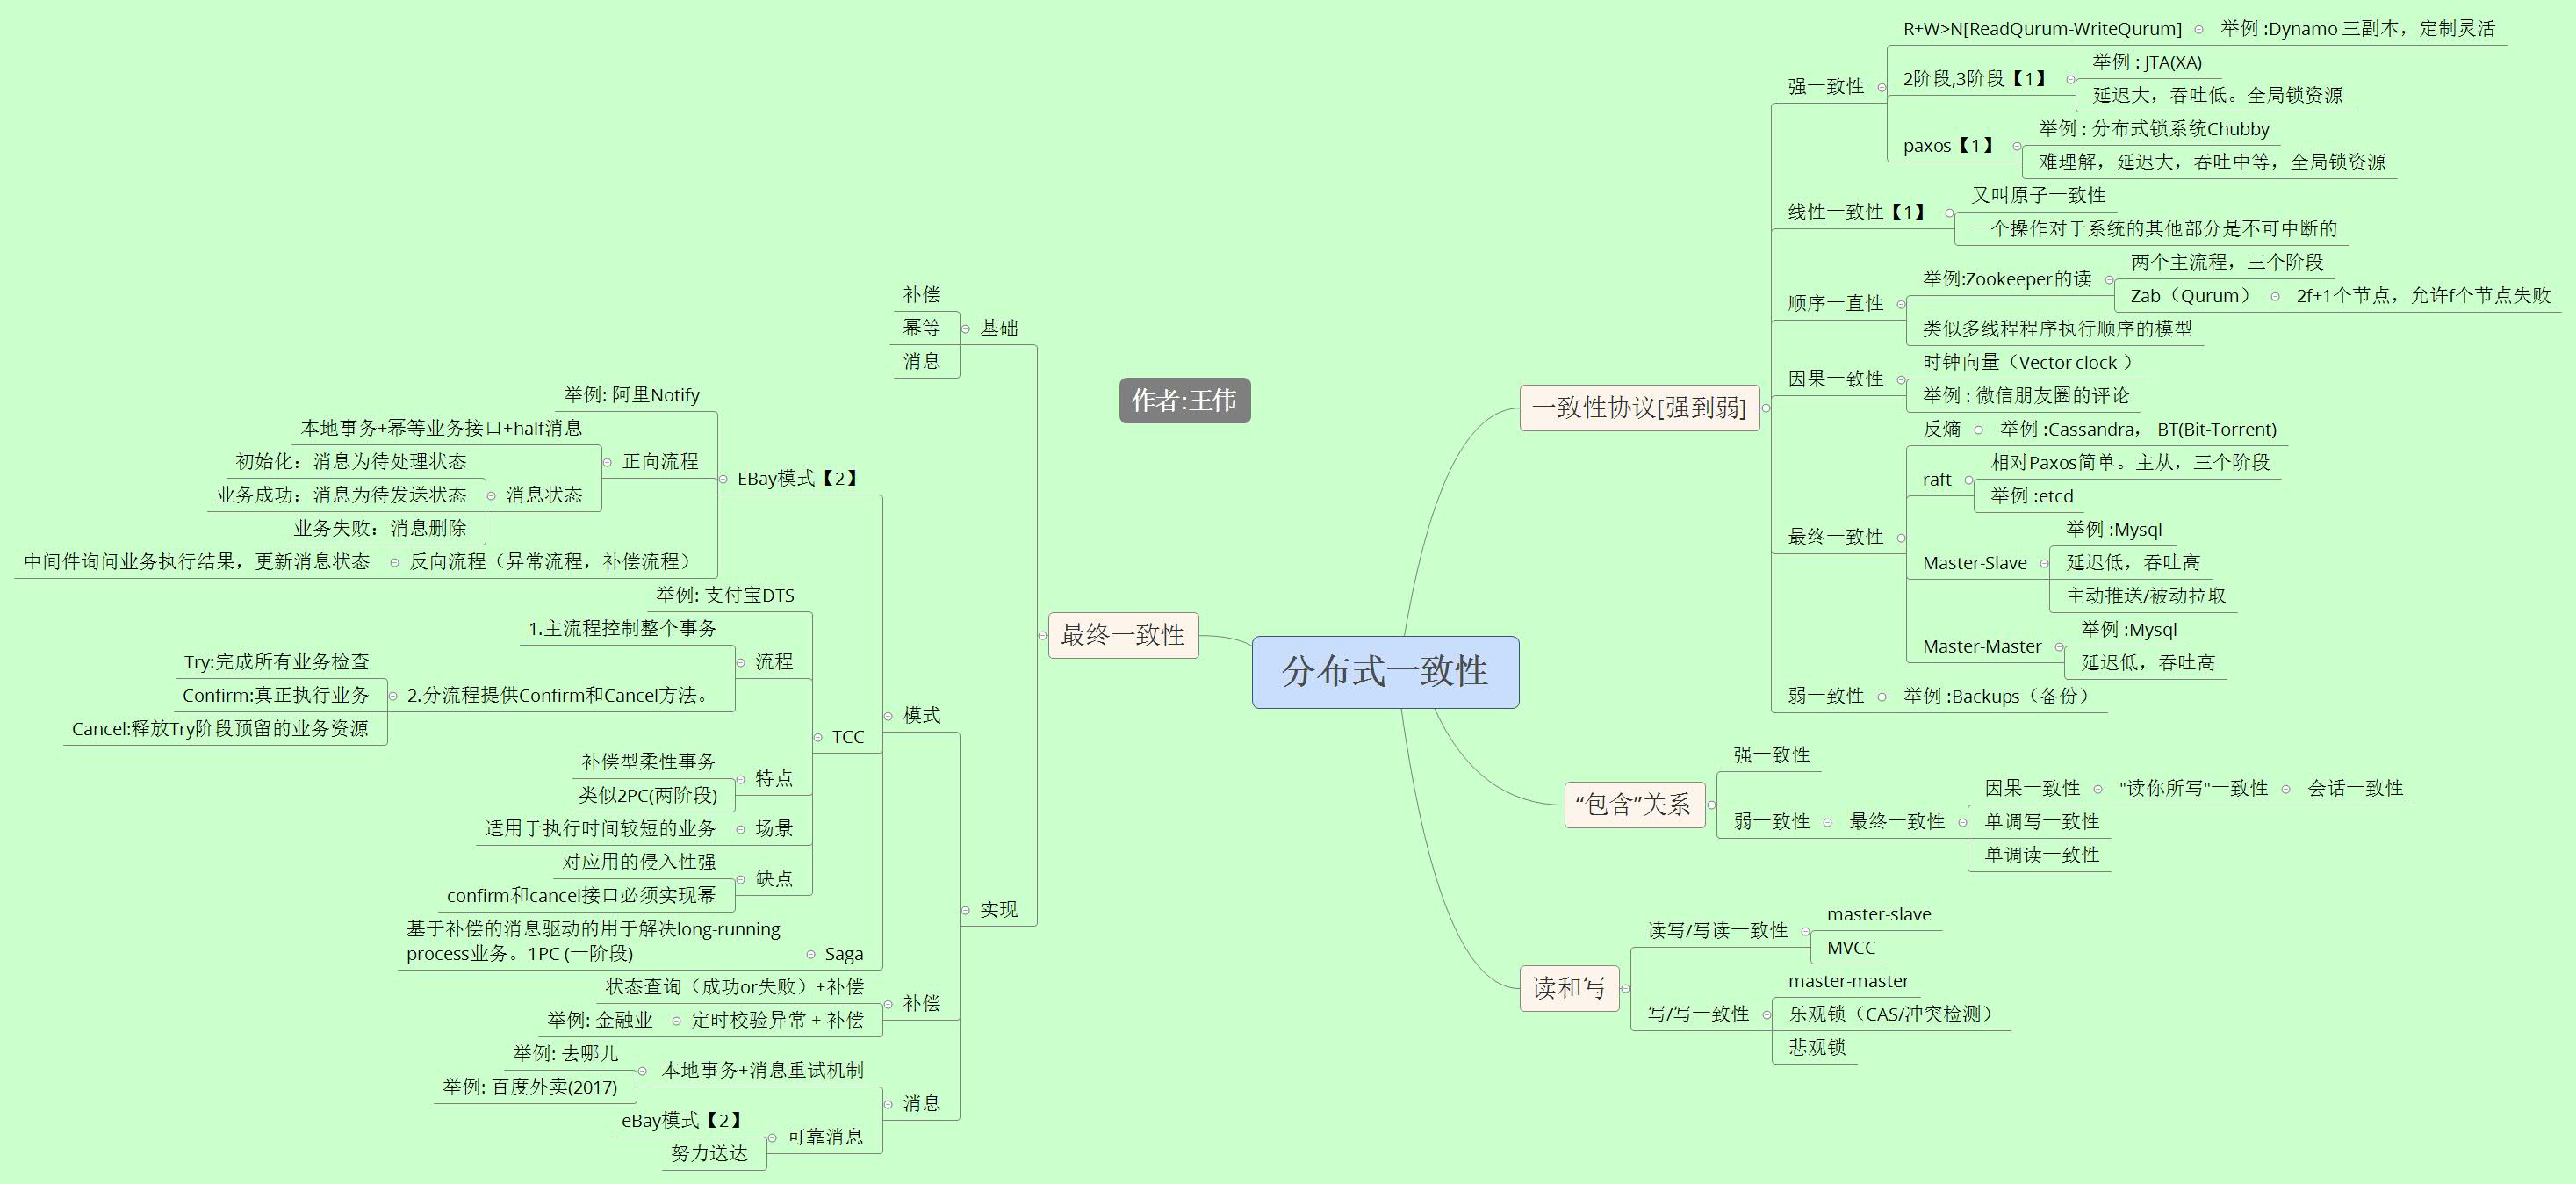 分布式一致性
作者:王伟
一致性协议[强到弱]
强一致性
R+W>N[ReadQurum-WriteQurum]
举例 :Dynamo 三副本，定制灵活
2阶段,3阶段【1】
举例 : JTA(XA)
延迟大，吞吐低。全局锁资源
paxos【1】
举例 : 分布式锁系统Chubby
难理解，延迟大，吞吐中等，全局锁资源
线性一致性【1】
又叫原子一致性
一个操作对于系统的其他部分是不可中断的
顺序一直性
举例:Zookeeper的读
两个主流程，三个阶段
Zab（Qurum）
2f+1个节点，允许f个节点失败
类似多线程程序执行顺序的模型
因果一致性
时钟向量（Vector clock ）
举例 : 微信朋友圈的评论
最终一致性
反熵
举例 :Cassandra， BT(Bit-Torrent)
raft
相对Paxos简单。主从，三个阶段
举例 :etcd
Master-Slave
举例 :Mysql
延迟低，吞吐高
主动推送/被动拉取
Master-Master
举例 :Mysql
延迟低，吞吐高
弱一致性
举例 :Backups（备份）
“包含”关系
强一致性
弱一致性
最终一致性
因果一致性
"读你所写"一致性
会话一致性
单调写一致性
单调读一致性
读和写
读写/写读一致性
master-slave
MVCC
写/写一致性
master-master
乐观锁（CAS/冲突检测）
悲观锁
最终一致性
基础
补偿
幂等
消息
实现
模式
EBay模式【2】
举例: 阿里Notify
正向流程
本地事务+幂等业务接口+half消息
消息状态
初始化：消息为待处理状态
业务成功：消息为待发送状态
业务失败：消息删除
反向流程（异常流程，补偿流程）
中间件询问业务执行结果，更新消息状态
TCC
举例: 支付宝DTS
流程
1.主流程控制整个事务
2.分流程提供Confirm和Cancel方法。
Try:完成所有业务检查
Confirm:真正执行业务
Cancel:释放Try阶段预留的业务资源
特点
补偿型柔性事务
类似2PC(两阶段)
场景
适用于执行时间较短的业务
缺点
对应用的侵入性强
confirm和cancel接口必须实现幂
Saga
基于补偿的消息驱动的用于解决long-running
process业务。1PC (一阶段)
补偿
状态查询（成功or失败）+补偿
定时校验异常 + 补偿
举例: 金融业
消息
本地事务+消息重试机制
举例: 去哪儿
举例: 百度外卖(2017)
可靠消息
eBay模式【2】
努力送达